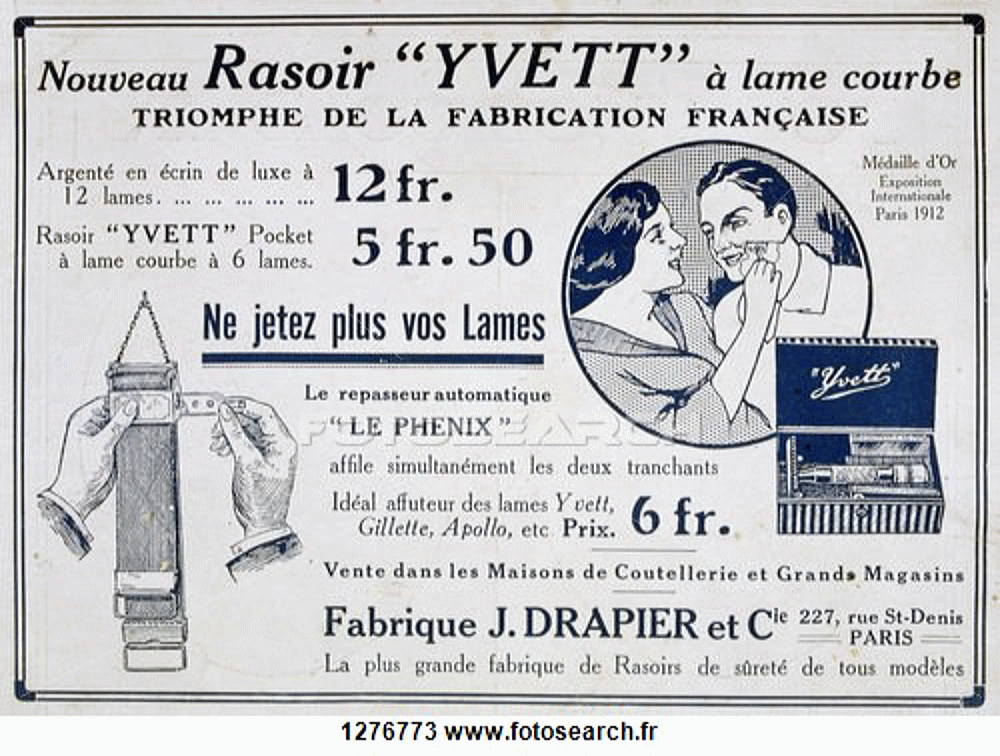 Nouveau Rasoir "YVETT" à lame courbe
TRIOMPHE DE LA FABRICATION FRANÇAISE
Argenté en écrin de luxe à
12 lames. ... ... ... ... ... 12 fr.
Rasoir "YVETT" Pocket
à lame courbe à 6 lames. 5 fr. 50
Médaille d'Or
Exposition
Internationale
Paris 1912
Ne jetez plus vos Lames
"Yvett"
Le repasseur automatique
"LE PHENIX"
FOTOSEARCH
affile simultanément les deux tranchants
Idéal affuteur des lames Yvett,
Gillette, Apollo, etc Prix. 6 fr.
Vente dans les Maisons de Coutellerie et Grands Magasins
Fabrique J. DRAPIER et Cie 227, rue St-Denis
PARIS
La plus grande fabrique de Rasoirs de sûreté de tous modèles
1276773 www.fotosearch.fr